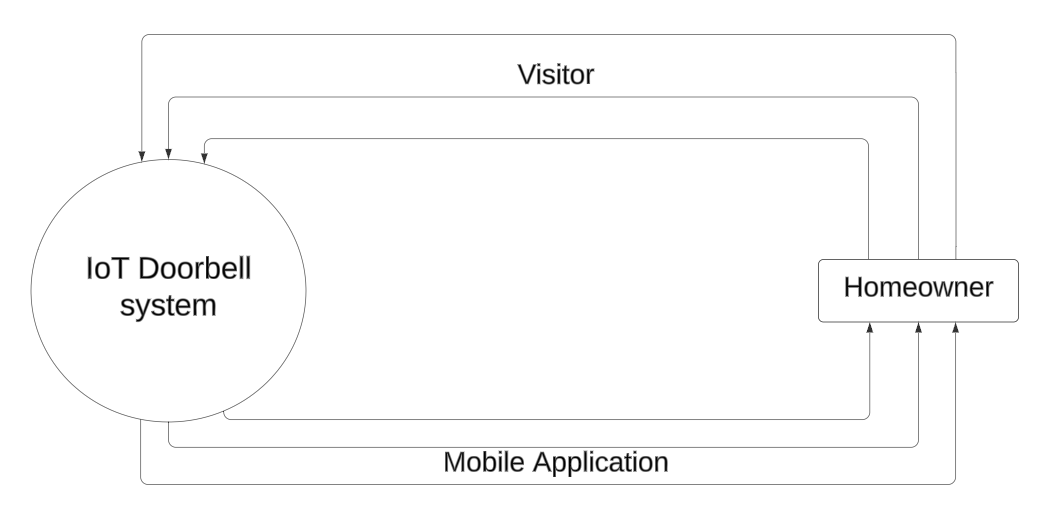 Visitor
IoT Doorbell
system
Homeowner
Mobile Application